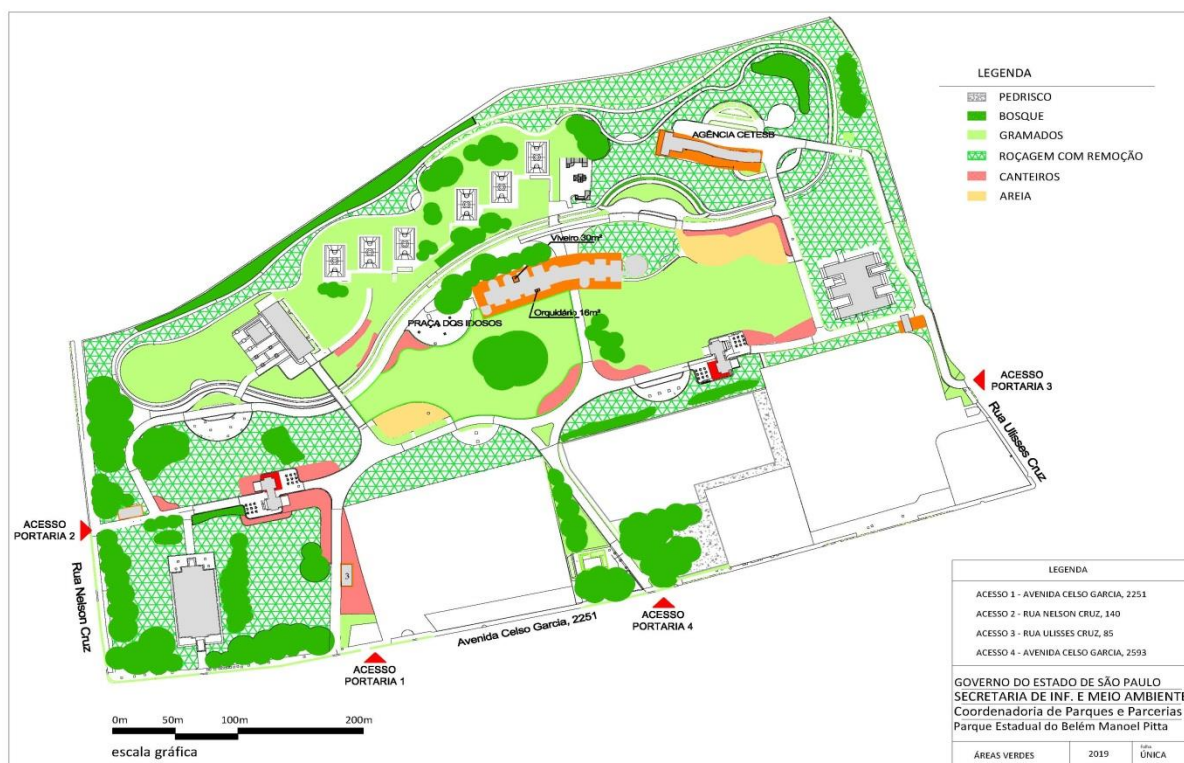 LEGENDA
PEDRISCO
BOSQUE
GRAMADOS
ROÇAGEM COM REMOÇÃO
CANTEIROS
AREIA
AGÊNCIA CETESB
Viveiro 30m²
Orquidário 16m²
PRAÇA DOS IDOSOS
ACESSO
PORTARIA 3
Rua Ulisses Cruz
ACESSO
PORTARIA 2
Rua Nelson Cruz
3
Avenida Celso Garcia, 2251
ACESSO
PORTARIA 4
ACESSO
PORTARIA 1
0m 50m 100m 200m
escala gráfica
LEGENDA
ACESSO 1 - AVENIDA CELSO GARCIA, 2251
ACESSO 2 - RUA NELSON CRUZ, 140
ACESSO 3 - RUA ULISSES CRUZ, 85
ACESSO 4 - AVENIDA CELSO GARCIA, 2593
GOVERNO DO ESTADO DE SÃO PAULO
SECRETARIA DE INF. E MEIO AMBIENTE
Coordenadoria de Parques e Parcerias
Parque Estadual do Belém Manoel Pitta
ÁREAS VERDES 2019 folha
ÚNICA